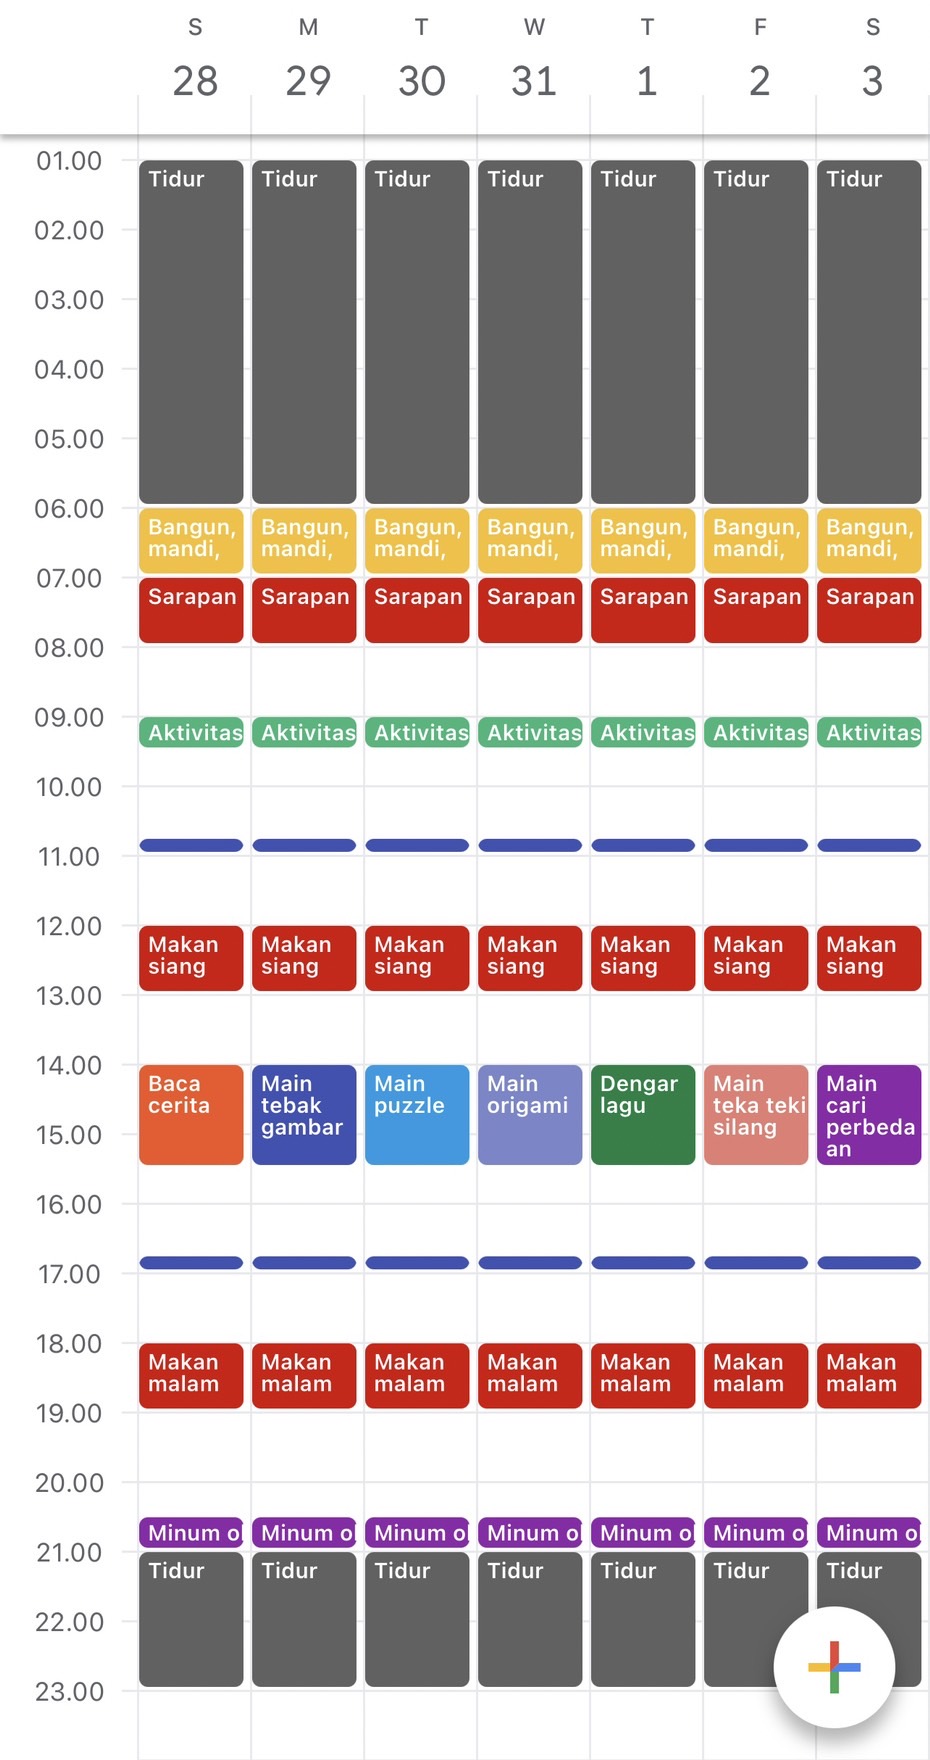 S M T W T F S
28 29 30 31 1 2 3
01.00
Tidur Tidur Tidur Tidur Tidur Tidur Tidur
02.00
03.00
04.00
05.00
06.00
Bangun, Bangun, Bangun, Bangun, Bangun, Bangun, Bangun,
mandi, mandi, mandi, mandi, mandi, mandi, mandi,
07.00
Sarapan Sarapan Sarapan Sarapan Sarapan Sarapan Sarapan
08.00
09.00
Aktivitas Aktivitas Aktivitas Aktivitas Aktivitas Aktivitas Aktivitas
10.00
11.00
12.00
Makan Makan Makan Makan Makan Makan Makan
siang siang siang siang siang siang siang
13.00
14.00
Baca
cerita
Main
tebak
gambar
Main
puzzle
Main
origami
Dengar
lagu
Main
teka teki
silang
Main
cari
perbeda
an
15.00
16.00
17.00
18.00
Makan Makan Makan Makan Makan Makan Makan
malam malam malam malam malam malam malam
19.00
20.00
Minum Minum Minum Minum Minum Minum Minum
21.00
Tidur Tidur Tidur Tidur Tidur Tidur Tidur
22.00
23.00